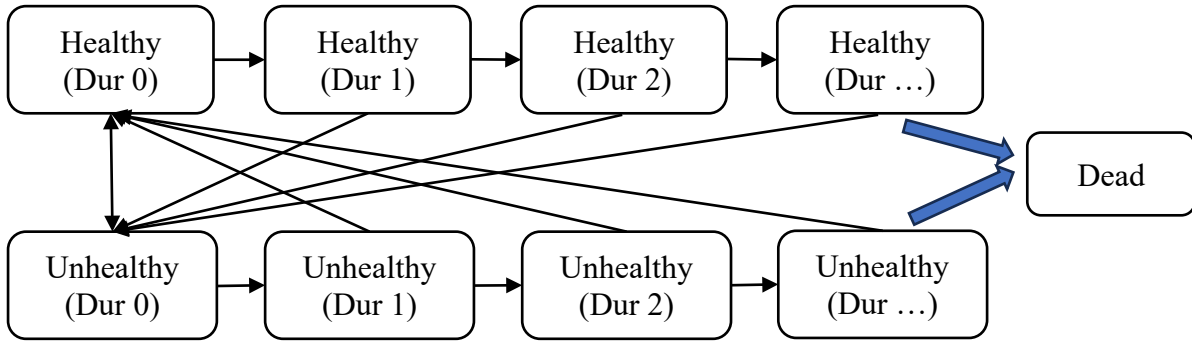 Healthy
(Dur 0)
Healthy
(Dur 1)
Healthy
(Dur 2)
Healthy
(Dur …)
Dead
Unhealthy
(Dur 0)
Unhealthy
(Dur 1)
Unhealthy
(Dur 2)
Unhealthy
(Dur …)